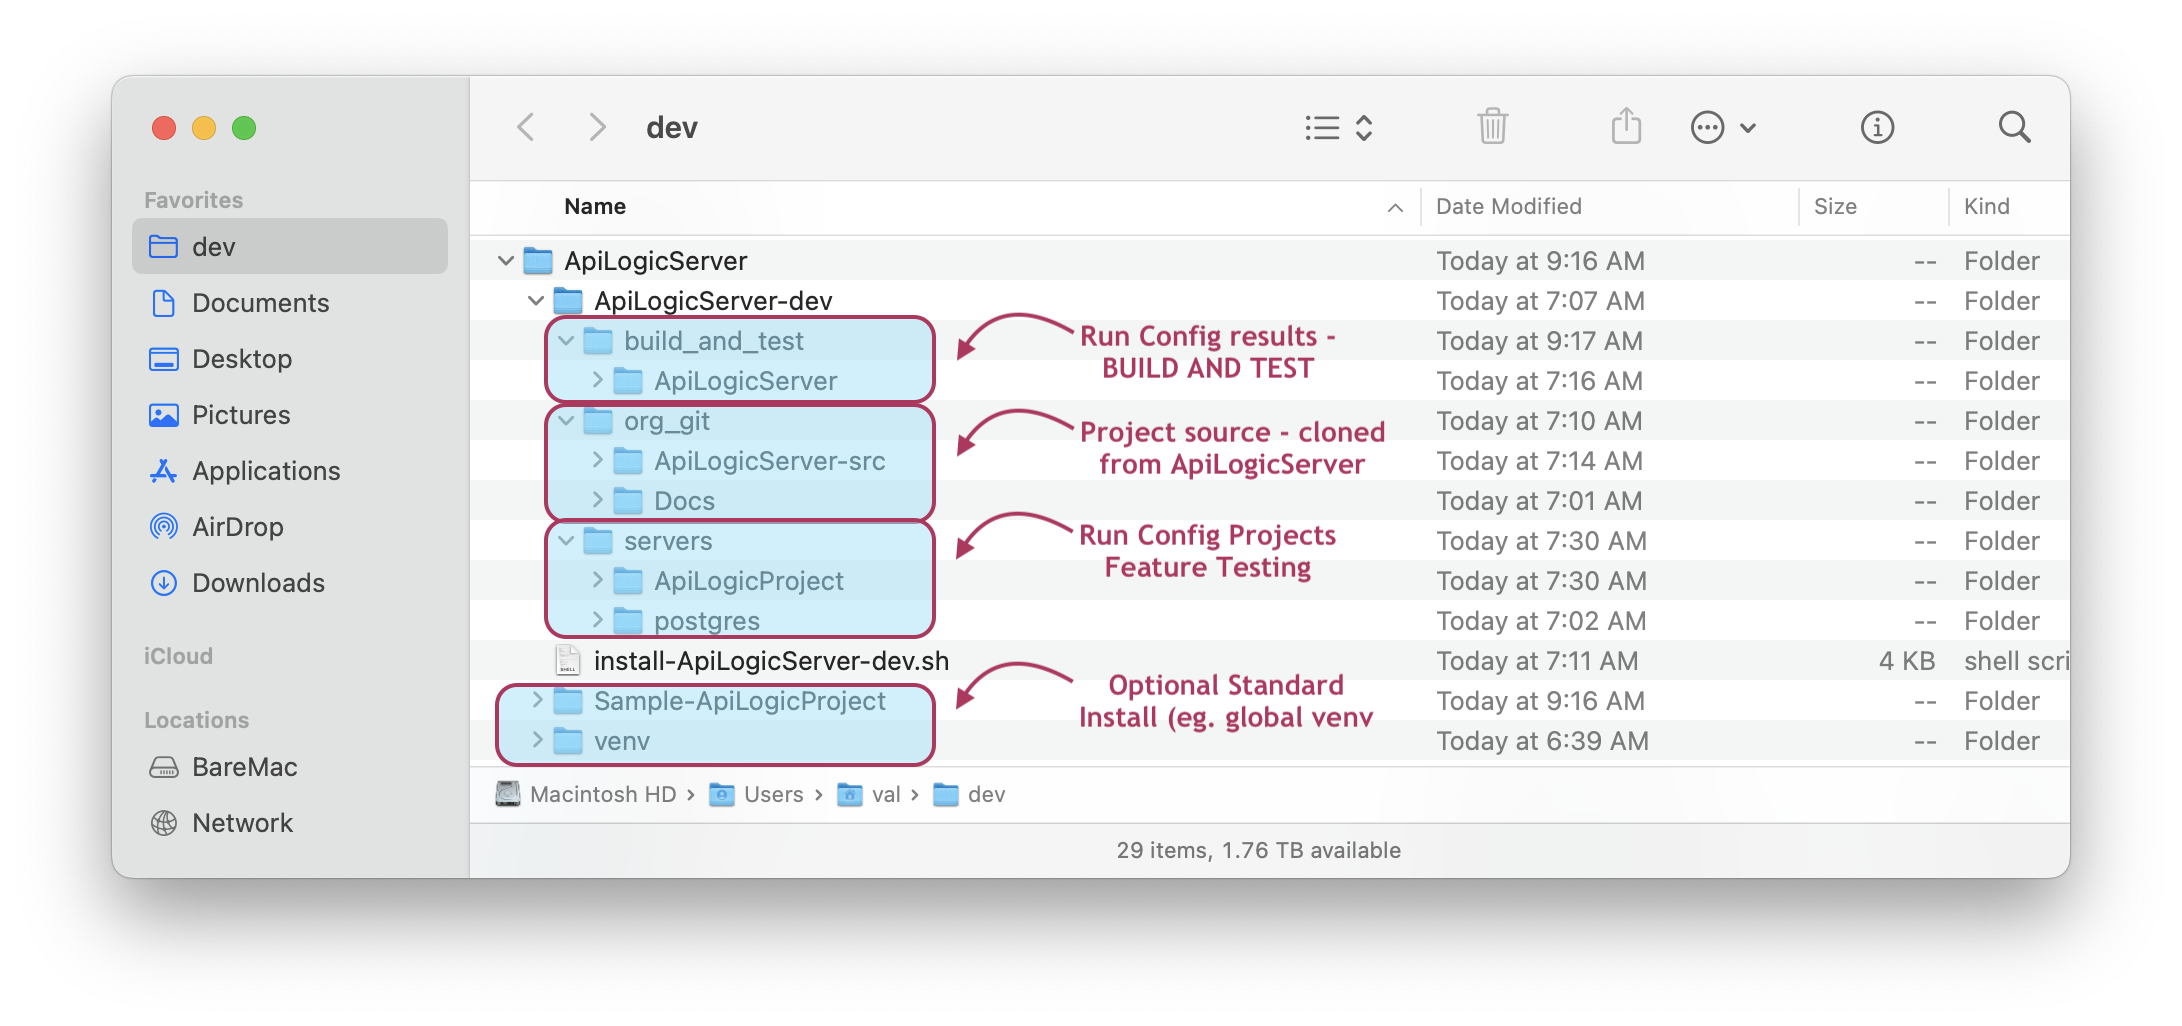 dev
Favorites
dev
Documents
Desktop
Pictures
Applications
AirDrop
Downloads
iCloud
Locations
BareMac
Network
Name Date Modified Size Kind
ApiLogicServer Today at 9:16 AM -- Folder
ApiLogicServer-dev Today at 7:07 AM -- Folder
build_and_test Today at 9:17 AM -- Folder
ApiLogicServer Today at 7:16 AM -- Folder
org_git Today at 7:10 AM -- Folder
ApiLogicServer-src Today at 7:14 AM -- Folder
Docs Today at 7:01 AM -- Folder
servers Today at 7:30 AM -- Folder
ApiLogicProject Today at 7:30 AM -- Folder
postgres Today at 7:02 AM -- Folder
install-ApiLogicServer-dev.sh Today at 7:11 AM 4 KB shell scri
Sample-ApiLogicProject Today at 9:16 AM -- Folder
venv Today at 6:39 AM -- Folder
Run Config results -
BUILD AND TEST
Project source - cloned
from ApiLogicServer
Run Config Projects
Feature Testing
Optional Standard
Install (eg. global venv
Macintosh HD › Users › val › dev
29 items, 1.76 TB available